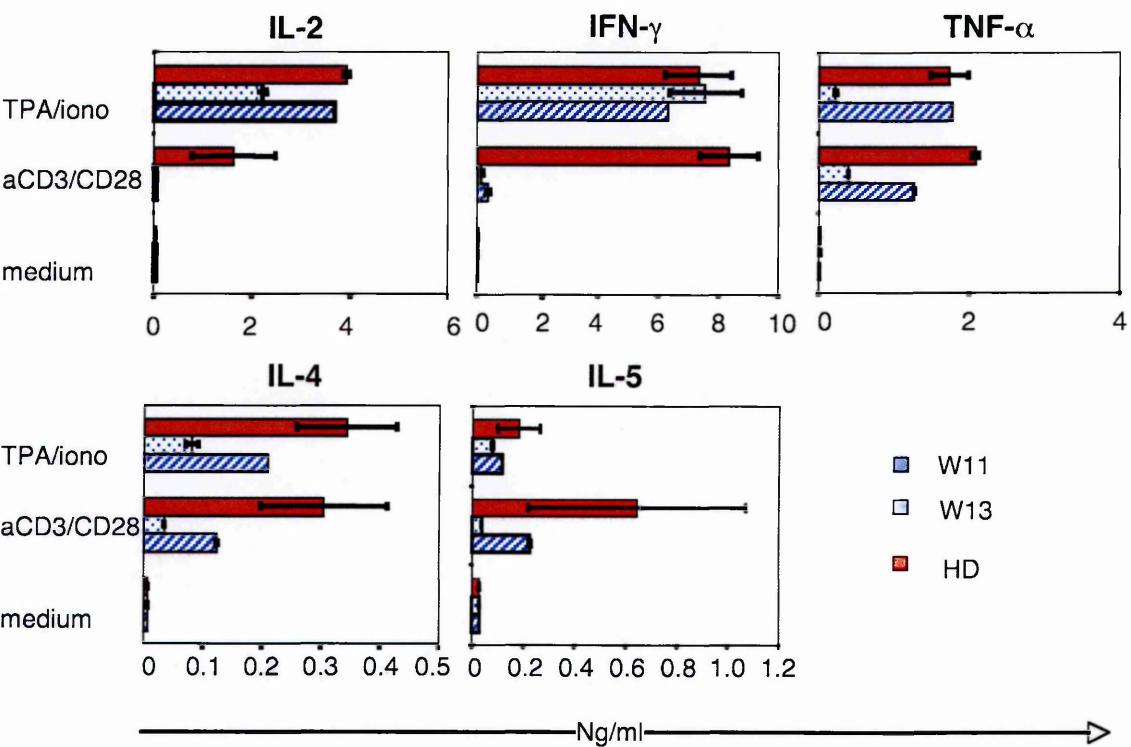 IL-2 IFN-γ TNF-α
TPA/iono
aCD3/CD28
medium
0 2 4 6 0 2 4 6 8 10 0 2 4
IL-4 IL-5
TPA/iono
aCD3/CD28
medium
W11
W13
HD
0 0.1 0.2 0.3 0.4 0.5 0 0.2 0.4 0.6 0.8 1.0 1.2
Ng/ml